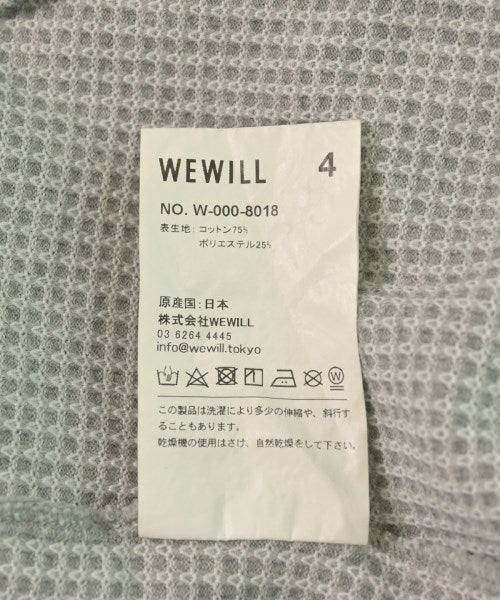 WEWILL 4
NO. W-000-8018
表生地: コットン75%
ポリエステル25%
原産国:日本
株式会社WEWILL
03 6264 4445
info@wewill.tokyo
W
この製品は洗濯により多少の伸縮や、斜行す
ることもあります。
乾燥機の使用はさけ、自然乾燥をして下さい。